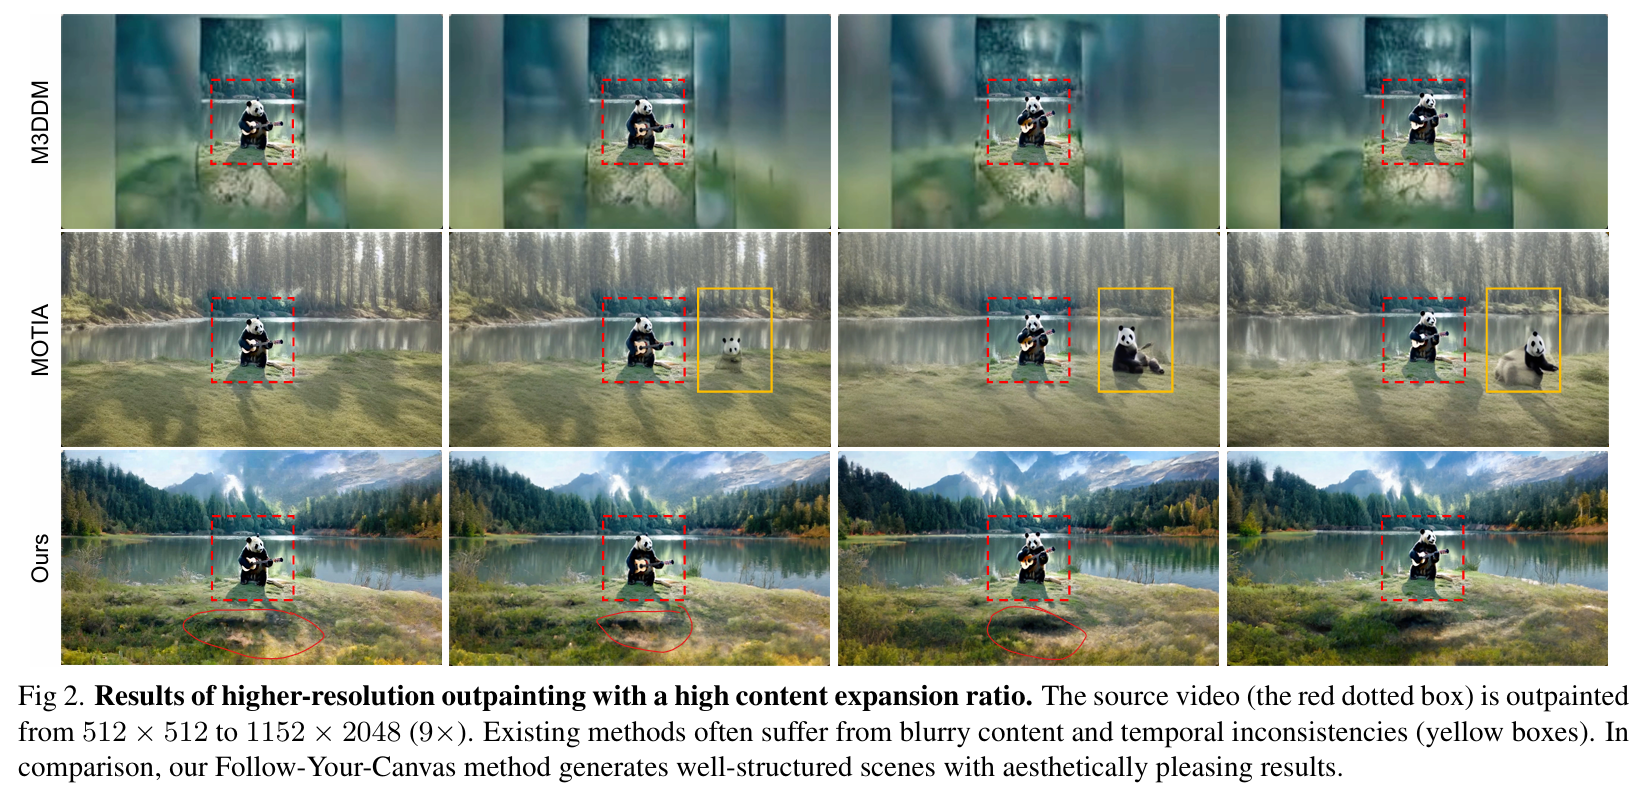 M3DDM
MOTIA
Ours
Fig 2. Results of higher-resolution outpainting with a high content expansion ratio. The source video (the red dotted box) is outpainted
from 512 × 512 to 1152 × 2048 (9×). Existing methods often suffer from blurry content and temporal inconsistencies (yellow boxes). In
comparison, our Follow-Your-Canvas method generates well-structured scenes with aesthetically pleasing results.